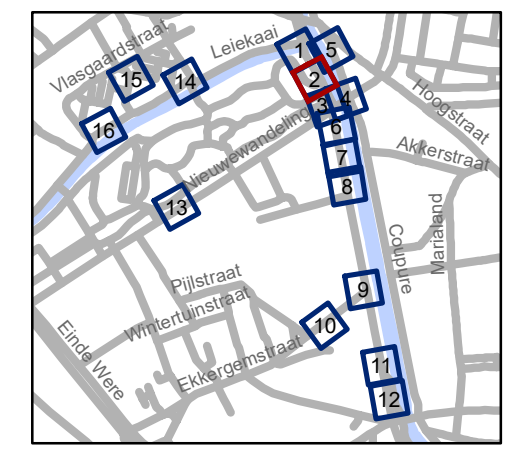 Vlasgaardstraat
Leiekaai
1
5
2
15
14
4
3
Hoogstraat
16
6
Nieuwewandeling
7
Akkerstraat
8
13
Marialand
Coupure
Pijlstraat
9
Wintertuinstraat
10
Einde Were
Ekkergemstraat
11
12